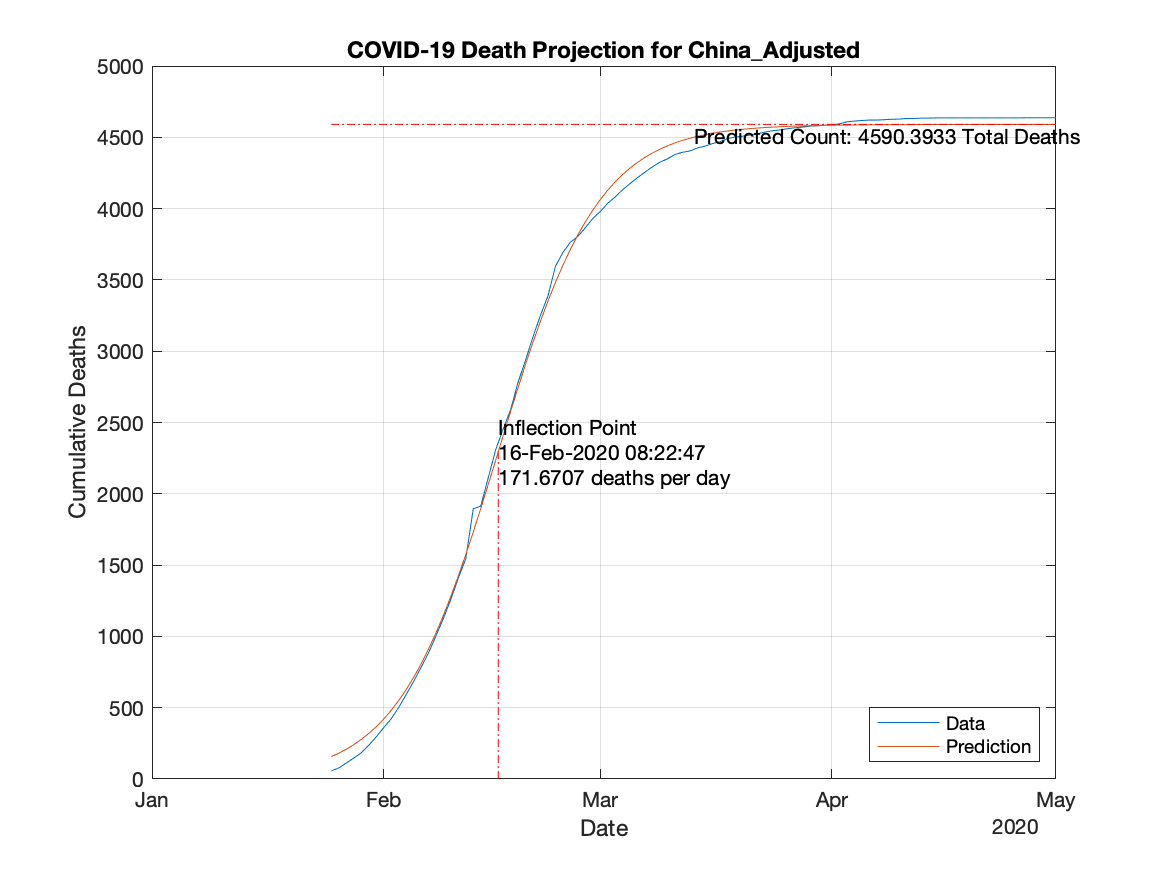 COVID-19 Death Projection for China_Adjusted
5000
4500
4000
3500
3000
2500
2000
1500
1000
500
0
Cumulative Deaths
Predicted Count: 4590.3933 Total Deaths
Inflection Point
16-Feb-2020 08:22:47
171.6707 deaths per day
Data
Prediction
Jan Feb Mar Apr May
Date
2020